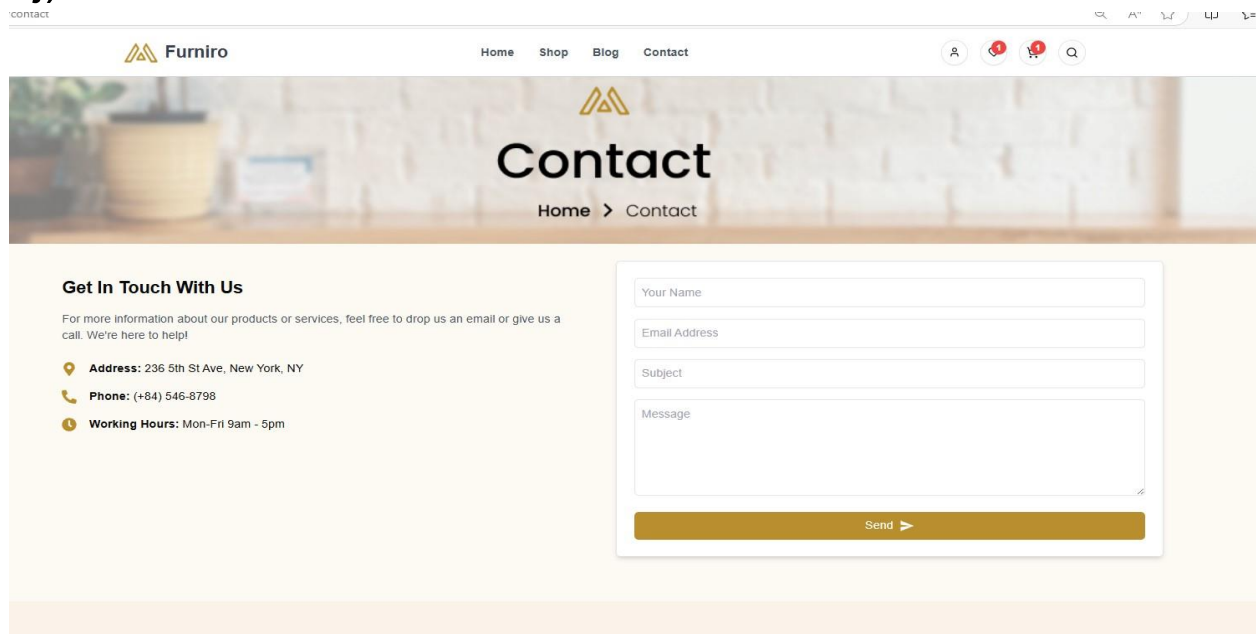 contact
Furniro
Home Shop Blog Contact
1 1
Contact
Home > Contact
Get In Touch With Us
For more information about our products or services, feel free to drop us an email or give us a
call. We're here to help!
Address: 236 5th St Ave, New York, NY
Phone: (+84) 546-8798
Working Hours: Mon-Fri 9am - 5pm
Your Name
Email Address
Subject
Message
Send